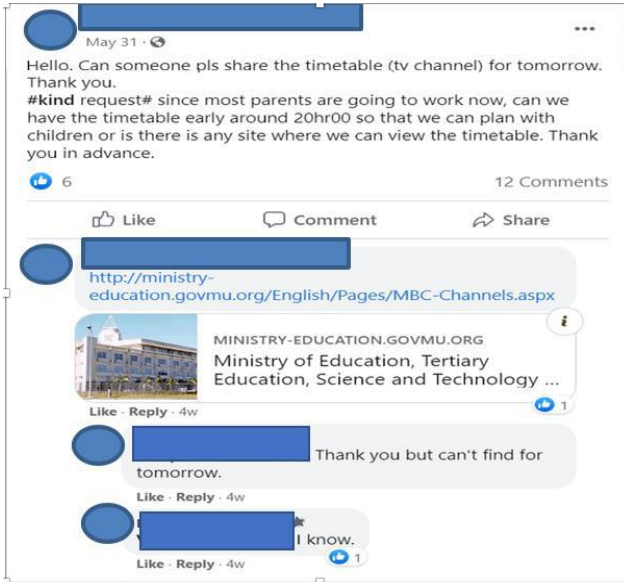 May 31 ·
Hello. Can someone pls share the timetable (tv channel) for tomorrow.
Thank you.
#kind request# since most parents are going to work now, can we
have the timetable early around 20hr00 so that we can plan with
children or is there is any site where we can view the timetable. Thank
you in advance.
6
12 Comments
Like
Comment
Share
http://ministry-
education.govmu.org/English/Pages/MBC-Channels.aspx
i
MINISTRY-EDUCATION.GOVMU.ORG
Ministry of Education, Tertiary
Education, Science and Technology ...
Like · Reply · 4w
1
Thank you but can't find for
tomorrow.
Like · Reply · 4w
I know.
1
Like · Reply · 4w